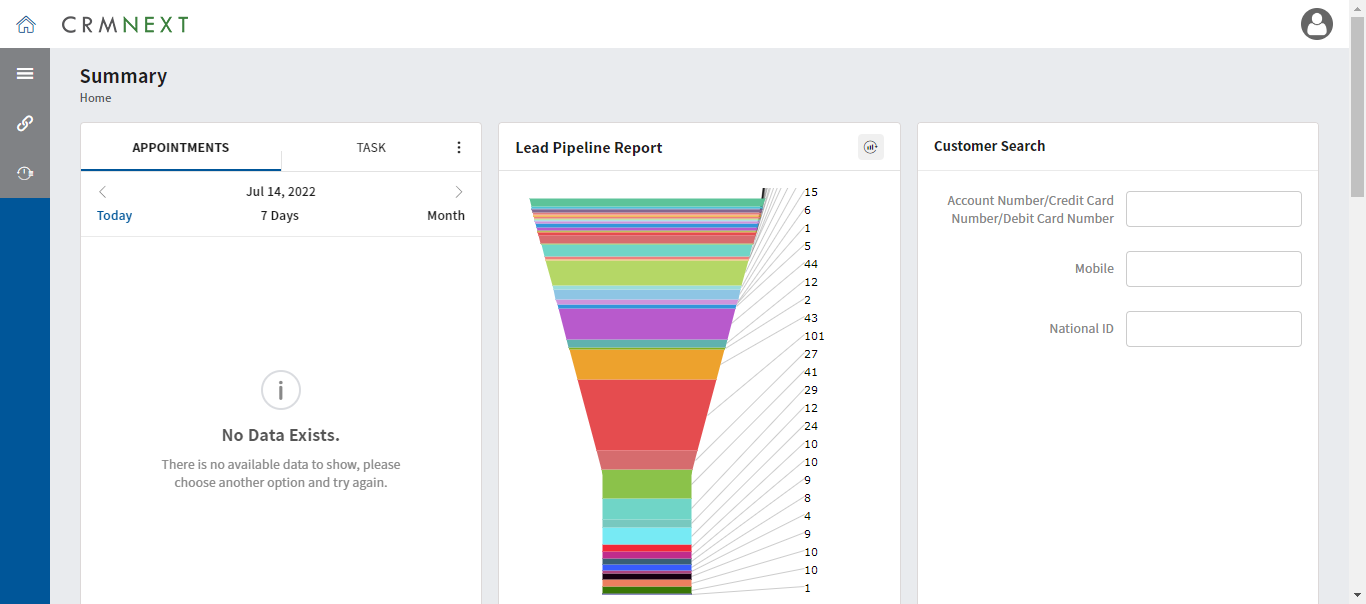 CRMNEXT
Summary
Home
APPOINTMENTS
TASK
Jul 14, 2022
Today
7 Days
Month
No Data Exists.
There is no available data to show, please
choose another option and try again.
Lead Pipeline Report
15
6
1
5
44
12
2
43
101
27
41
29
12
24
10
10
9
8
4
9
10
10
1
Customer Search
Account Number/Credit Card
Number/Debit Card Number
Mobile
National ID